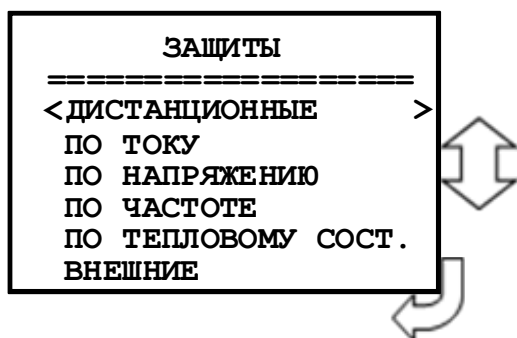 ЗАЩИТЫ
===================
<ДИСТАНЦИОННЫЕ >
ПО ТОКУ
ПО НАПРЯЖЕНИЮ
ПО ЧАСТОТЕ
ПО ТЕПЛОВОМУ СОСТ.
ВНЕШНИЕ